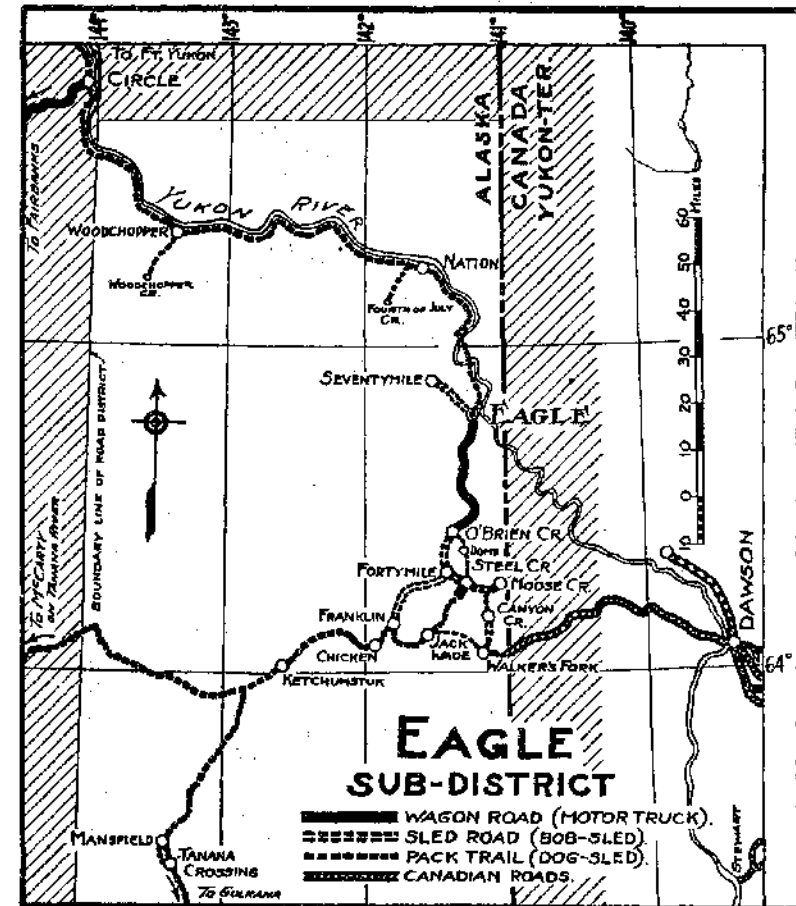 144
143
142
141
140
TO FT. YUKON
CIRCLE
TO FAIRBANKS
YUKON RIVER
WOODCHOPPER
WOODCHOPPER CR.
NATION
FOURTH OF JULY
CR.
ALASKA
CANADA
YUKON-TER.
MILES
60
50
40
30
20
10
0
10
65°
SEVENTYMILE
EAGLE
BOUNDARY LINE OF ROAD DISTRICT
TO MCCARTY
ON TANANA RIVER
O'BRIEN CR.
DOME
STEEL CR.
FORTYMILE
MOOSE CR.
CANYON
CR.
FRANKLIN
CHICKEN
JACK
WADE
WALKER'S FORK
KETCHUMSTUK
DAWSON
64°
EAGLE
SUB-DISTRICT
WAGON ROAD (MOTOR TRUCK).
SLED ROAD (BOB-SLED).
PACK TRAIL (DOG-SLED).
CANADIAN ROADS.
MANSFIELD
TANANA
CROSSING
TO GULKANA
STEWART